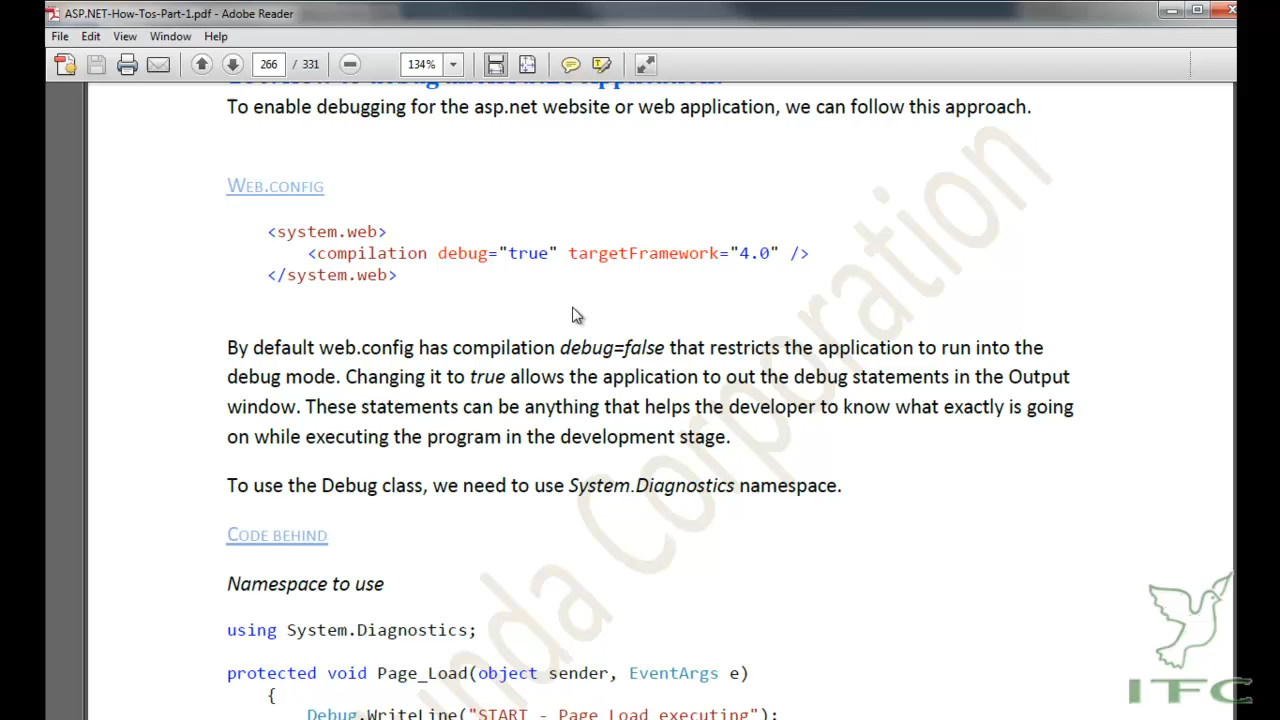 ASP.NET-How-Tos-Part-1.pdf - Adobe Reader
File Edit View Window Help
266 / 331 134%
To enable debugging for the asp.net website or web application, we can follow this approach.
WEB.CONFIG
<system.web>
<compilation debug="true" targetFramework="4.0" />
</system.web>
By default web.config has compilation debug=false that restricts the application to run into the
debug mode. Changing it to true allows the application to out the debug statements in the Output
window. These statements can be anything that helps the developer to know what exactly is going
on while executing the program in the development stage.
To use the Debug class, we need to use System.Diagnostics namespace.
CODE BEHIND
Namespace to use
using System.Diagnostics;
protected void Page_Load(object sender, EventArgs e)
{
Debug.WriteLine("START - Page Load executing");
unda Corporation
ITFC